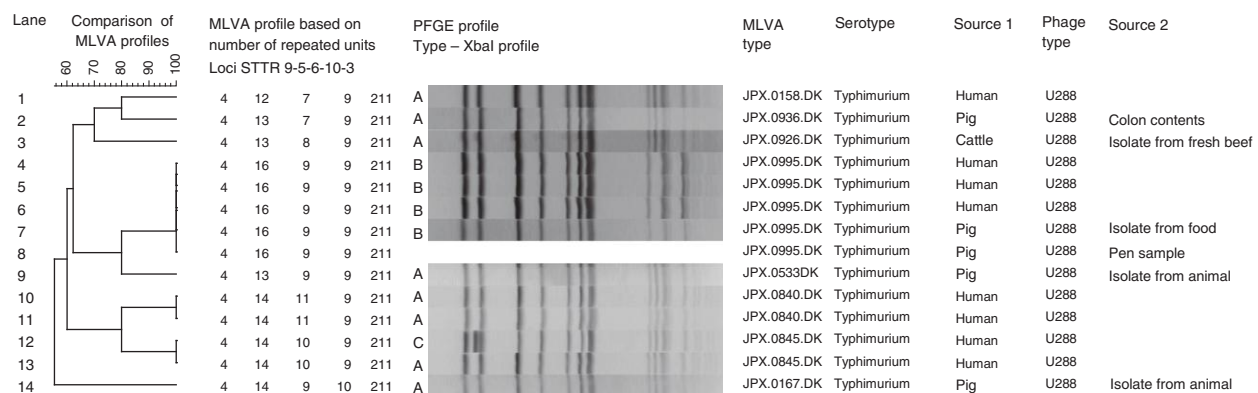 Lane Comparison of MLVA profiles MLVA profile based on number of repeated units Loci STTR 9-5-6-10-3 PFGE profile Type – XbaI profile MLVA type Serotype Source 1 Phage type Source 2
60 70 80 90 100
1 4 12 7 9 211 A JPX.0158.DK Typhimurium Human U288
2 4 13 7 9 211 A JPX.0936.DK Typhimurium Pig U288 Colon contents
3 4 13 8 9 211 A JPX.0926.DK Typhimurium Cattle U288 Isolate from fresh beef
4 4 16 9 9 211 B JPX.0995.DK Typhimurium Human U288
5 4 16 9 9 211 B JPX.0995.DK Typhimurium Human U288
6 4 16 9 9 211 B JPX.0995.DK Typhimurium Human U288
7 4 16 9 9 211 B JPX.0995.DK Typhimurium Pig U288 Isolate from food
8 4 16 9 9 211 JPX.0995.DK Typhimurium Pig U288 Pen sample
9 4 13 9 9 211 A JPX.0533DK Typhimurium Pig U288 Isolate from animal
10 4 14 11 9 211 A JPX.0840.DK Typhimurium Human U288
11 4 14 11 9 211 A JPX.0840.DK Typhimurium Human U288
12 4 14 10 9 211 C JPX.0845.DK Typhimurium Human U288
13 4 14 10 9 211 A JPX.0845.DK Typhimurium Human U288
14 4 14 9 10 211 A JPX.0167.DK Typhimurium Pig U288 Isolate from animal